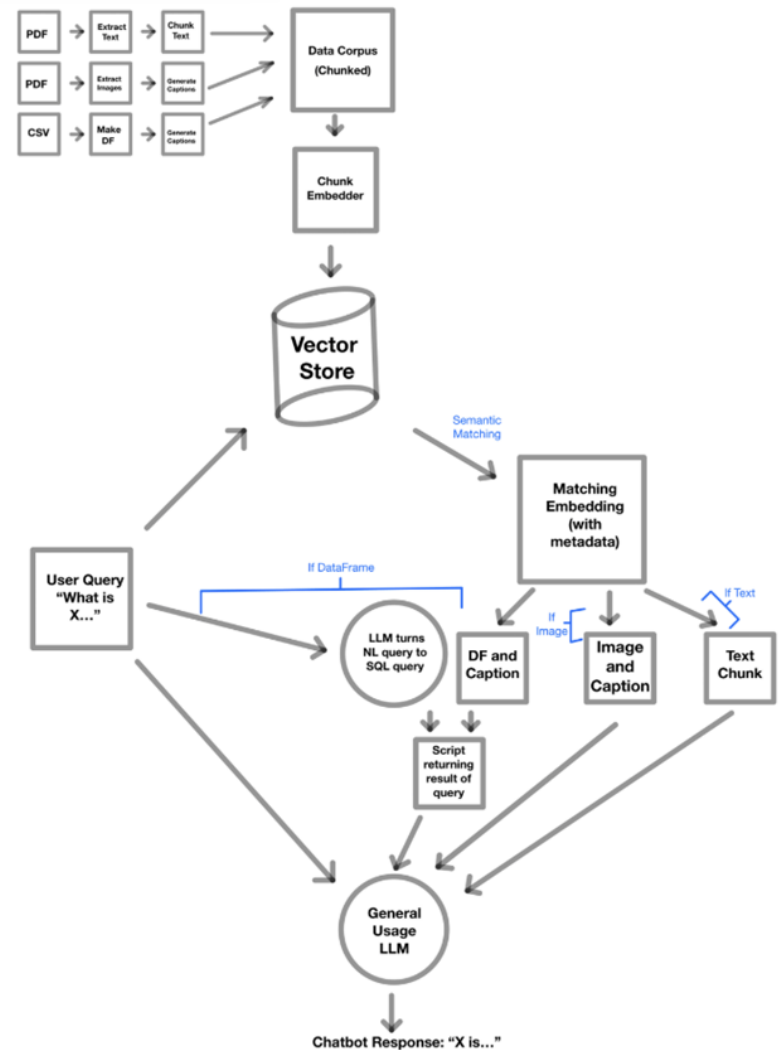 PDF
Extract
Text
Chunk
Text
PDF
Extract
Images
Generate
Captions
CSV
Make
DF
Generate
Captions
Data Corpus
(Chunked)
Chunk
Embedder
Vector
Store
Semantic
Matching
Matching
Embedding
(with
metadata)
User Query
“What is
X...”
If DataFrame
If Text
If
Image
LLM turns
NL query to
SQL query
DF and
Caption
Image
and
Caption
Text
Chunk
Script
returning
result of
query
General
Usage
LLM
Chatbot Response: “X is...”